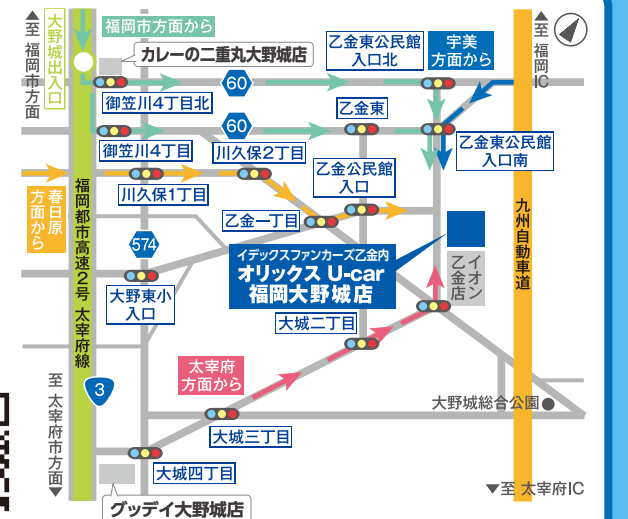 ▲至 福岡市方面
大野城出入口
福岡市方面から
カレーの二重丸大野城店
乙金東公民館
入口北
宇美
方面から
▲至 福岡IC
60
御笠川4丁目北
60
乙金東
御笠川4丁目
川久保2丁目
乙金公民館
入口
乙金東公民館
入口南
川久保1丁目
春日原
方面から
乙金一丁目
福岡都市高速2号 太宰府線
九州自動車道
574
イデックスファンカーズ乙金内
オリックス U-car
福岡大野城店
イオン
乙金店
大野東小
入口
大城二丁目
太宰府
方面から
3
至 太宰府市方面▼
大野城総合公園
大城三丁目
大城四丁目
グッデイ大野城店
▼至 太宰府IC